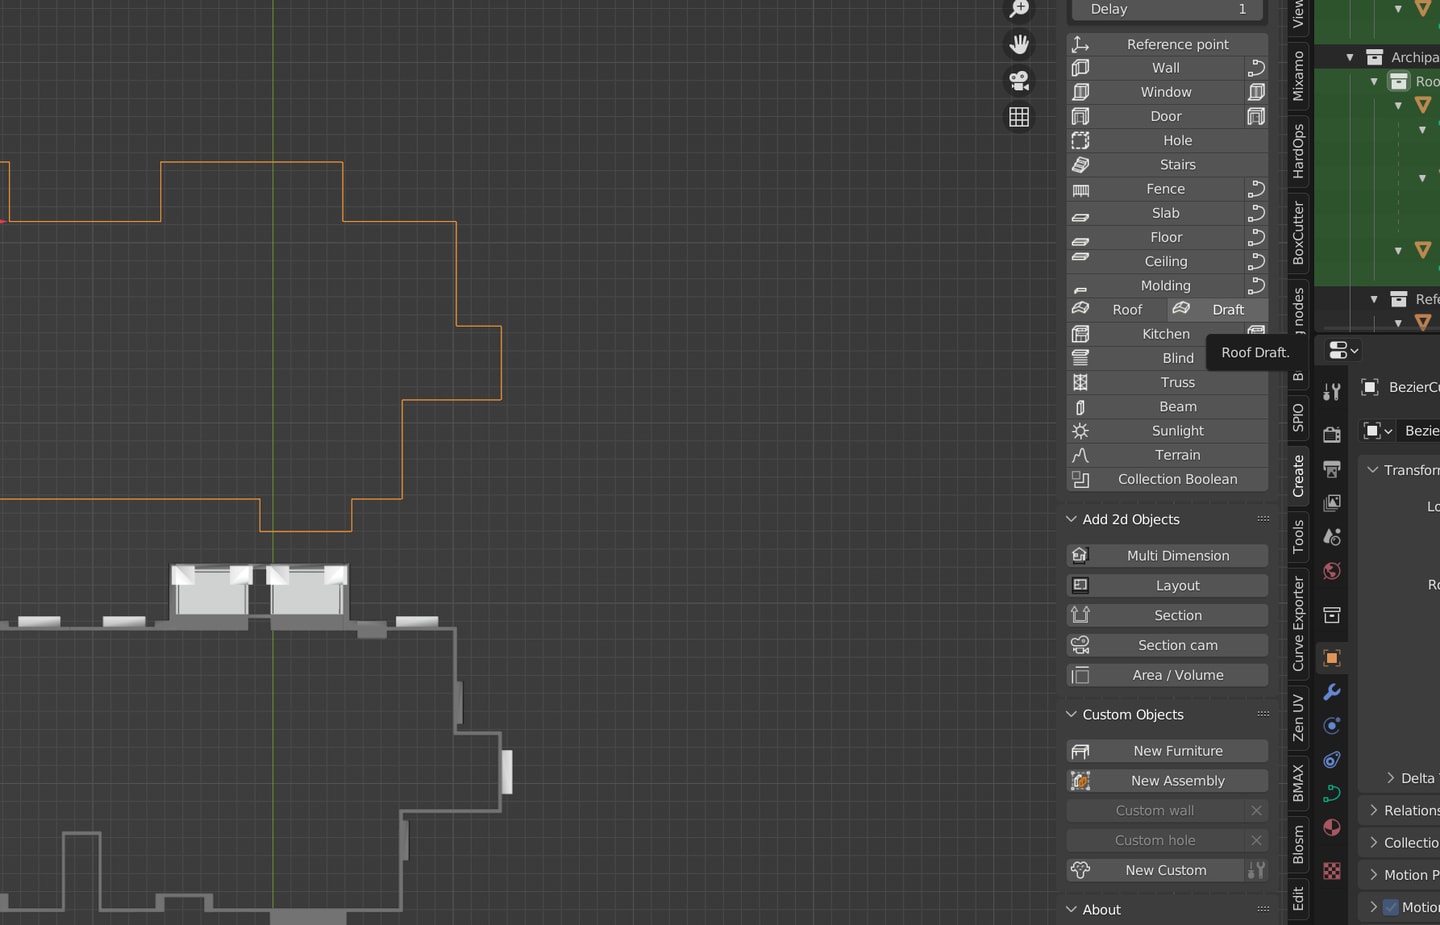 Delay 1
Reference point
Wall
Window
Door
Hole
Stairs
Fence
Slab
Floor
Ceiling
Molding
Roof Draft
Kitchen
Blind
Roof Draft.
Truss
Beam
Sunlight
Terrain
Collection Boolean
Add 2d Objects
Multi Dimension
Layout
Section
Section cam
Area / Volume
Custom Objects
New Furniture
New Assembly
Custom wall
Custom hole
New Custom
About
View
Mixamo
HardOps
BoxCutter
nodes
B
SPIO
Create
Tools
Curve Exporter
Zen UV
BMAX
Blosm
Edit
Archipa
Roo
Refe
BezierCu
Bezie
Transform
Lo
Ro
Delta
Relations
Collectio
Motion P
Motion